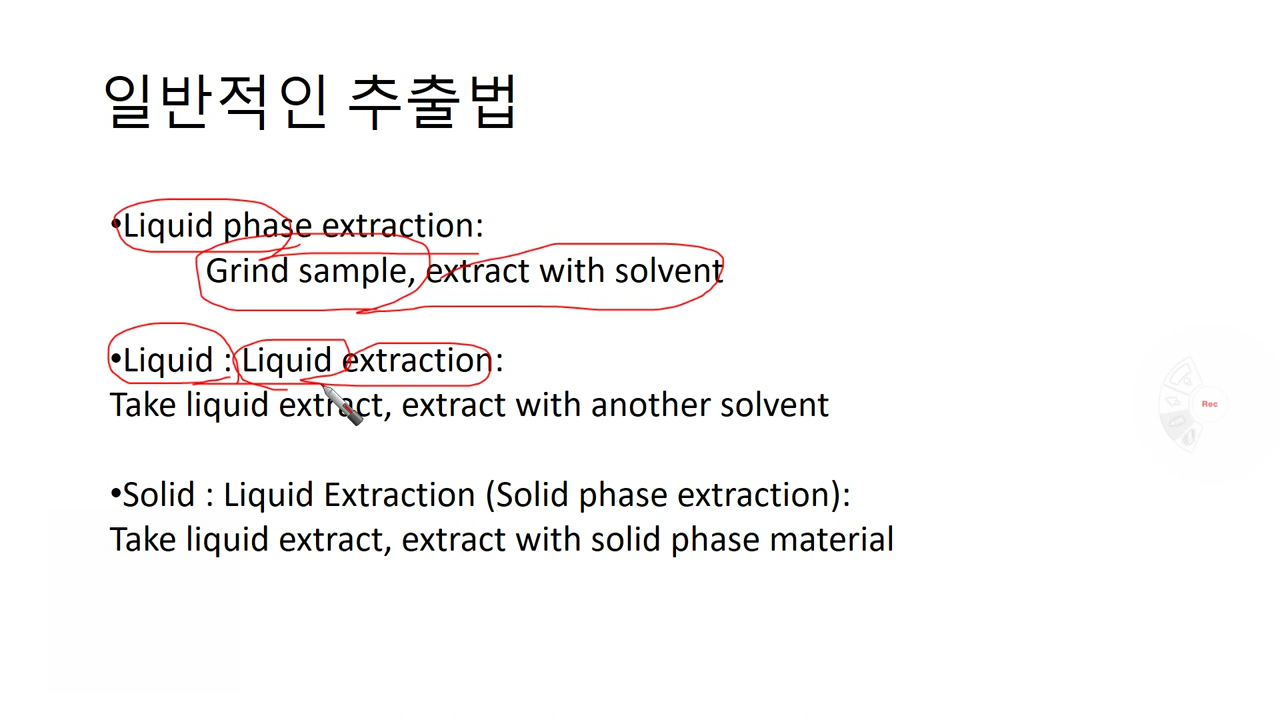 일반적인 추출법
•Liquid phase extraction:
Grind sample, extract with solvent
•Liquid : Liquid extraction:
Take liquid extract, extract with another solvent
•Solid : Liquid Extraction (Solid phase extraction):
Take liquid extract, extract with solid phase material
Rec